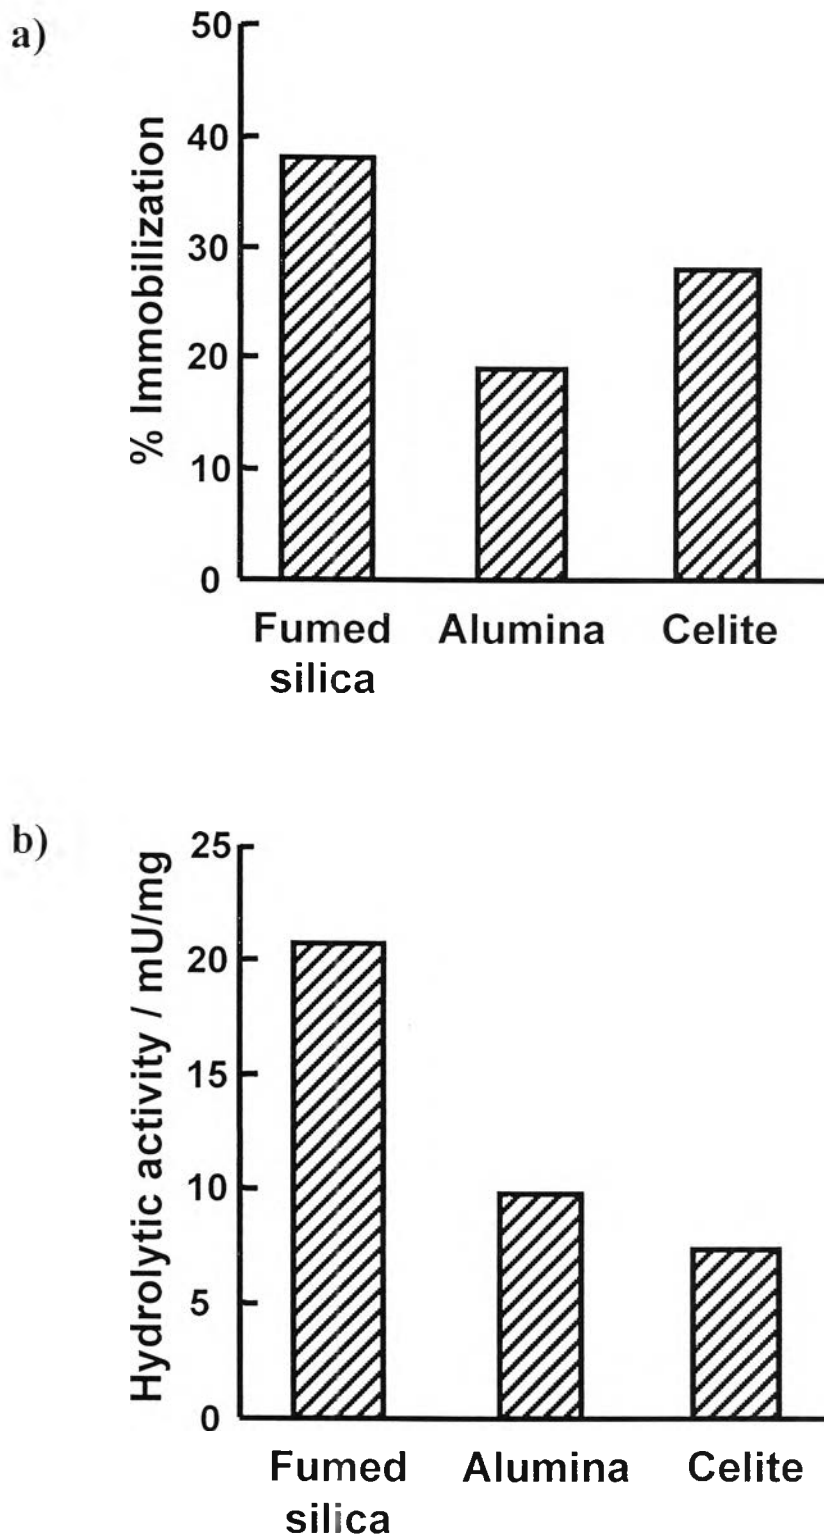 a)
50
40
30
20
10
0
% Immobilization
Fumed Alumina Celite
silica
b)
25
20
15
10
5
0
Hydrolytic activity / mU/mg
Fumed Alumina Celite
silica